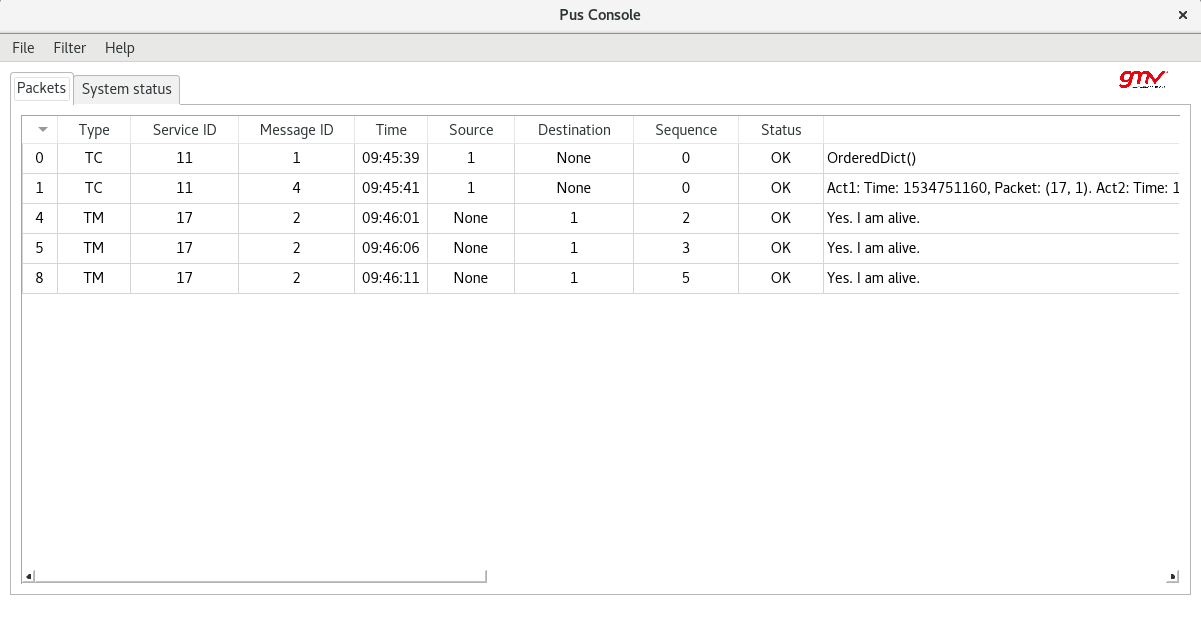 Pus Console ×
File Filter Help
Packets System status gmv
Type Service ID Message ID Time Source Destination Sequence Status
0 TC 11 1 09:45:39 1 None 0 OK OrderedDict()
1 TC 11 4 09:45:41 1 None 0 OK Act1: Time: 1534751160, Packet: (17, 1). Act2: Time: 1
4 TM 17 2 09:46:01 None 1 2 OK Yes. I am alive.
5 TM 17 2 09:46:06 None 1 3 OK Yes. I am alive.
8 TM 17 2 09:46:11 None 1 5 OK Yes. I am alive.